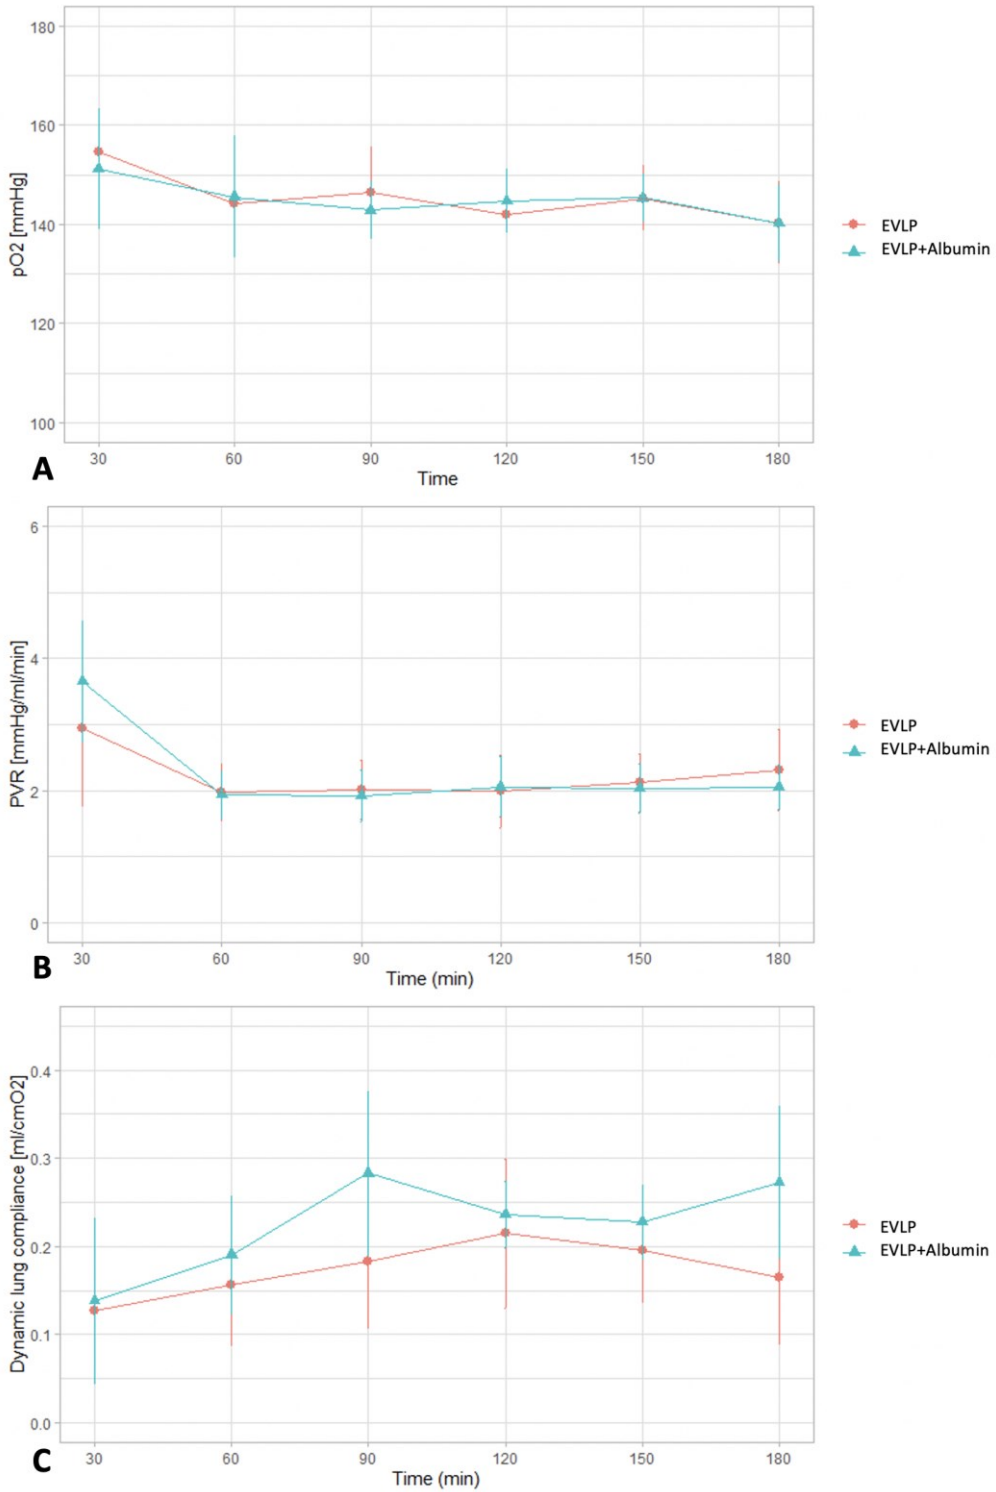 180
160
140
120
100
pO2 [mmHg]
30 60 90 120 150 180
Time
EVLP
EVLP+Albumin
A
6
4
2
0
PVR [mmHg/ml/min]
30 60 90 120 150 180
Time (min)
EVLP
EVLP+Albumin
B
0.4
0.3
0.2
0.1
0.0
Dynamic lung compliance [ml/cmO2]
30 60 90 120 150 180
Time (min)
EVLP
EVLP+Albumin
C